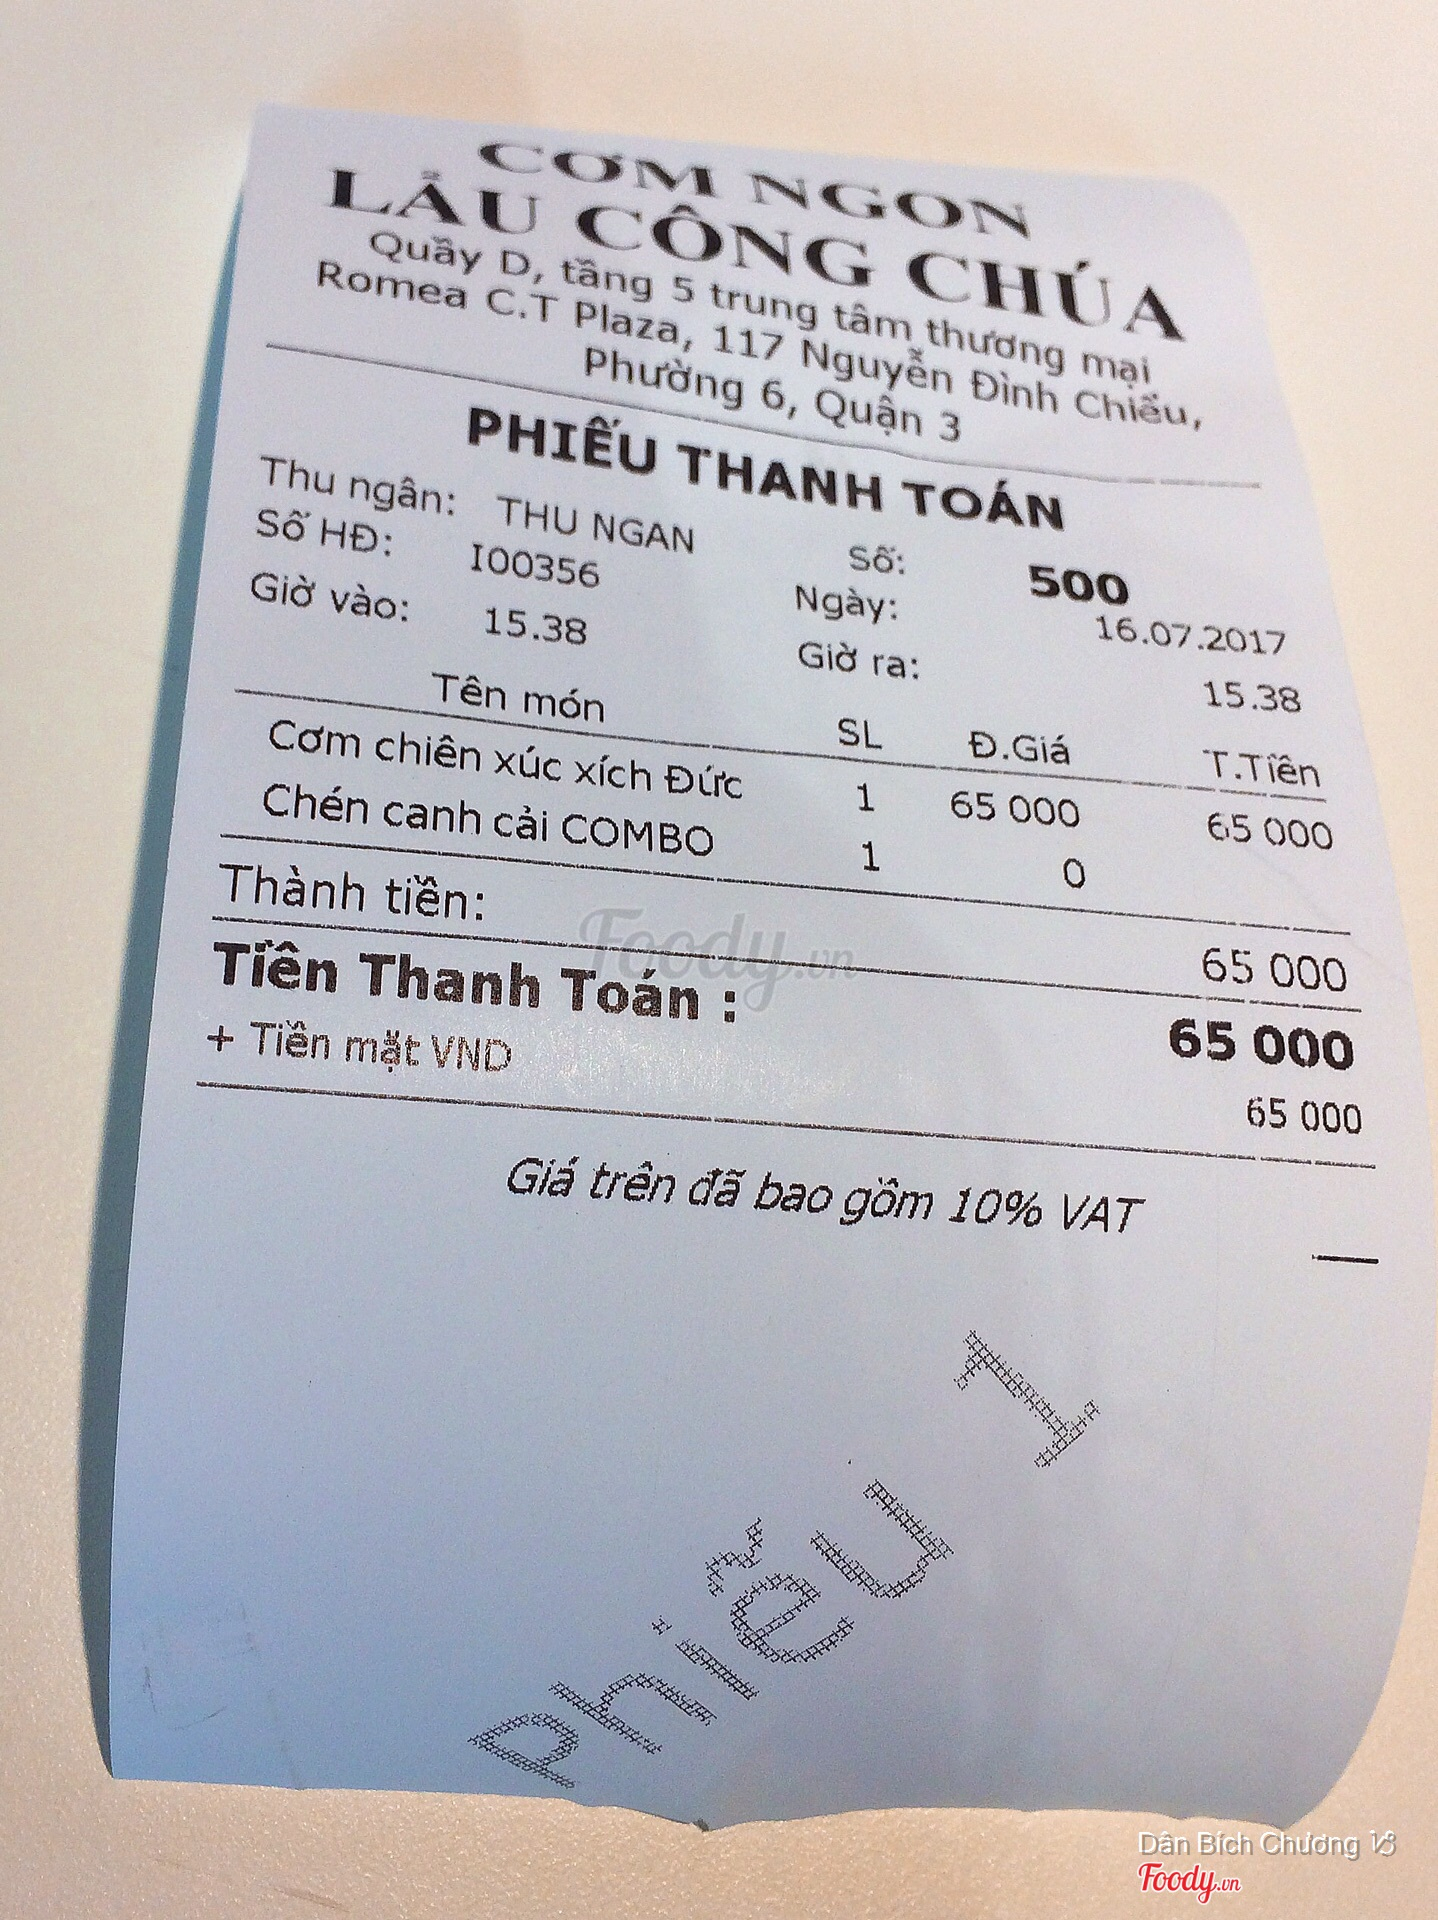 CƠM NGON
LẨU CÔNG CHÚA
Quầy D, tầng 5 trung tâm thương mại
Romea C.T Plaza, 117 Nguyễn Đình Chiểu,
Phường 6, Quận 3
PHIẾU THANH TOÁN
Thu ngân: THU NGAN Số: 500
Số HĐ: I00356 Ngày: 16.07.2017
Giờ vào: 15.38 Giờ ra: 15.38
Tên món SL Đ.Giá T.Tiền
Cơm chiên xúc xích Đức 1 65 000 65 000
Chén canh cải COMBO 1 0
Thành tiền: 65 000
Tiền Thanh Toán : 65 000
+ Tiền mặt VND 65 000
Giá trên đã bao gồm 10% VAT
Phiếu 1
Foody.vn
Dân Bích Chương
Foody.vn